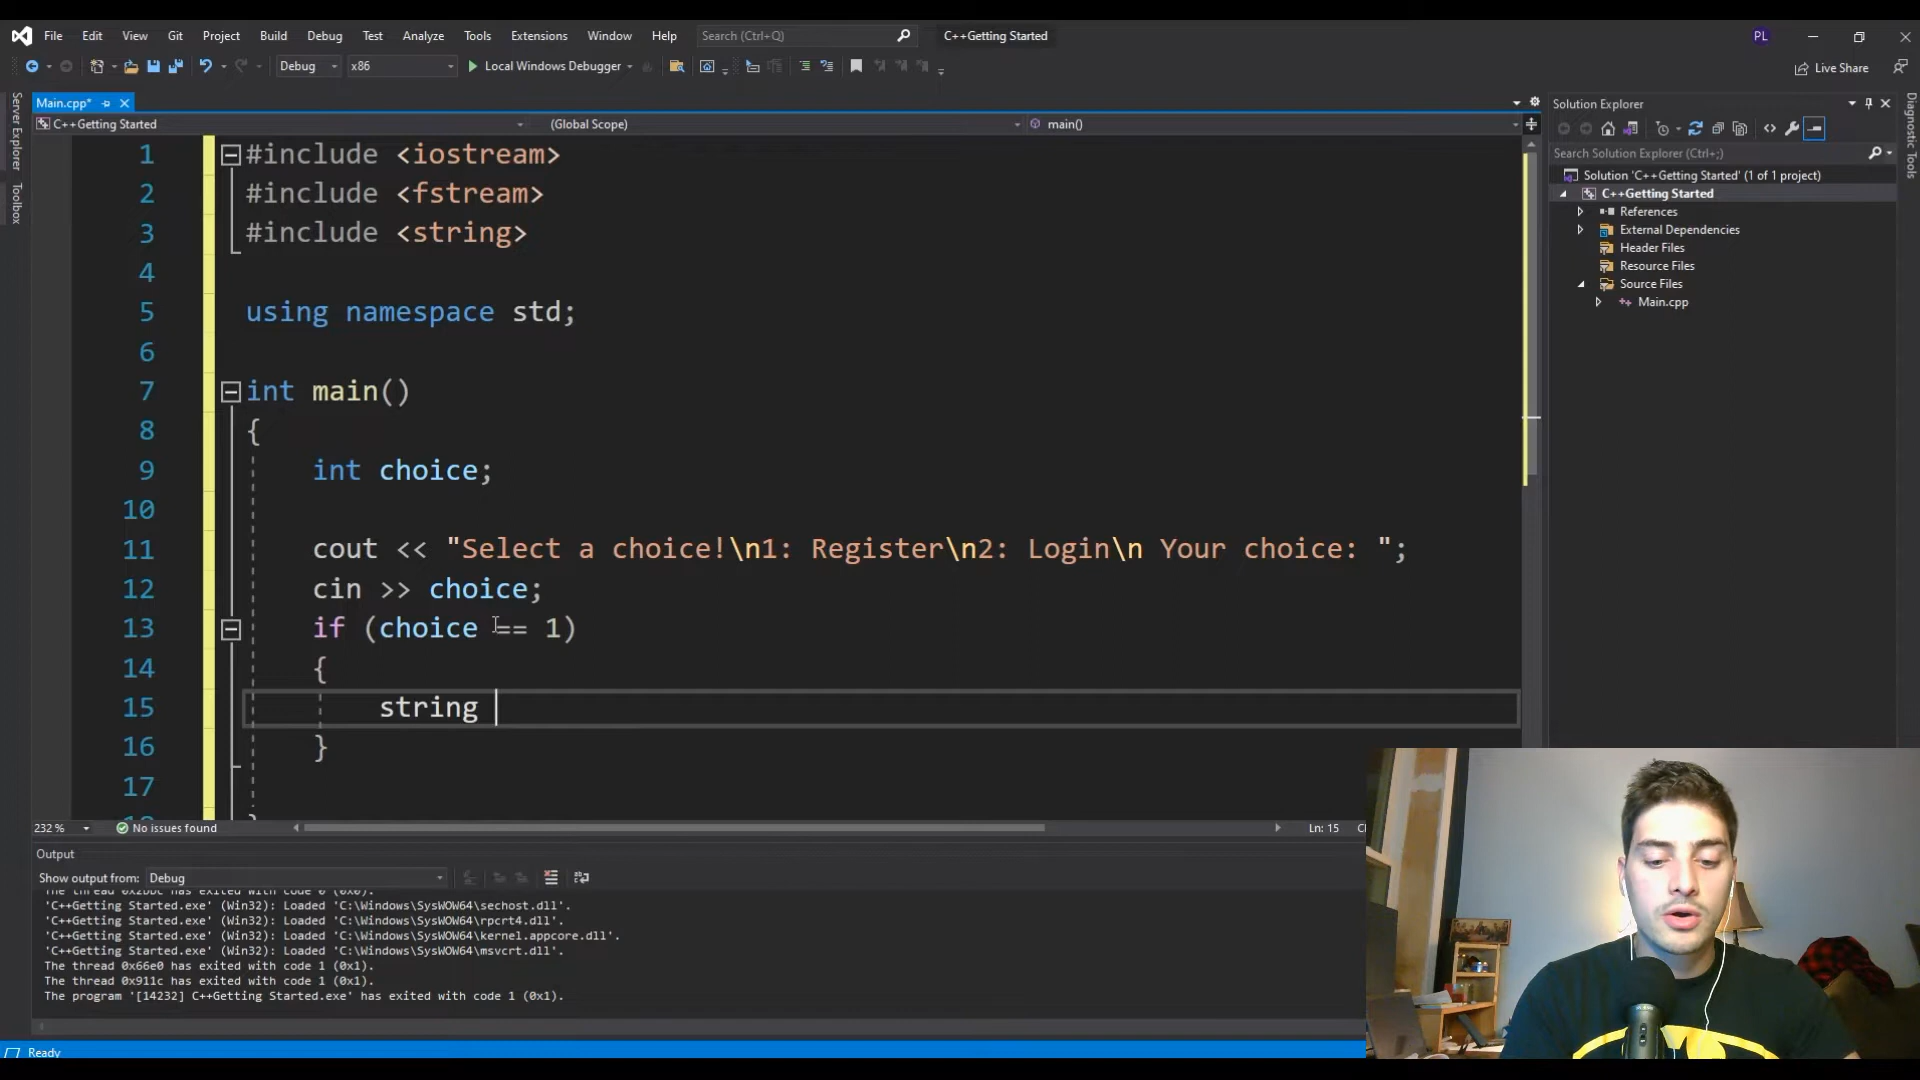 File Edit View Git Project Build Debug Test Analyze Tools Extensions Window Help Search (Ctrl+Q) C++Getting Started PL
Debug x86 Local Windows Debugger Live Share
Main.cpp*
C++Getting Started (Global Scope) main()
Server Explorer
Toolbox
1 #include <iostream>
2 #include <fstream>
3 #include <string>
4
5 using namespace std;
6
7 int main()
8 {
9 int choice;
10
11 cout << "Select a choice!\n1: Register\n2: Login\n Your choice: ";
12 cin >> choice;
13 if (choice == 1)
14 {
15 string
16 }
17
232 % No issues found Ln: 15
Output
Show output from: Debug
'C++Getting Started.exe' (Win32): Loaded 'C:\Windows\SysWOW64\sechost.dll'.
'C++Getting Started.exe' (Win32): Loaded 'C:\Windows\SysWOW64\rpcrt4.dll'.
'C++Getting Started.exe' (Win32): Loaded 'C:\Windows\SysWOW64\kernel.appcore.dll'.
'C++Getting Started.exe' (Win32): Loaded 'C:\Windows\SysWOW64\msvcrt.dll'.
The thread 0x66e0 has exited with code 1 (0x1).
The thread 0x911c has exited with code 1 (0x1).
The program '[14232] C++Getting Started.exe' has exited with code 1 (0x1).
Ready
Solution Explorer
Search Solution Explorer (Ctrl+;)
Solution 'C++Getting Started' (1 of 1 project)
C++Getting Started
References
External Dependencies
Header Files
Resource Files
Source Files
Main.cpp
Diagnostic Tools